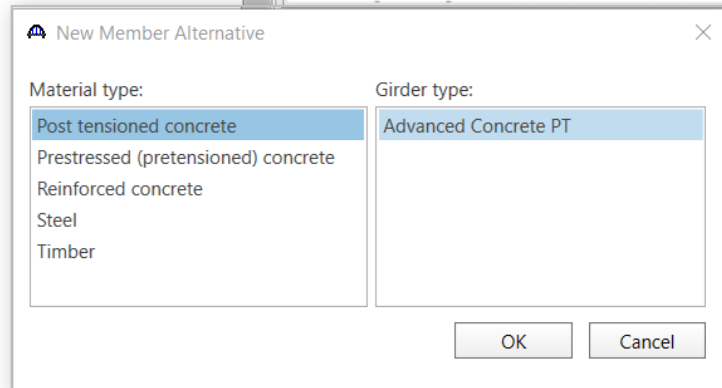 New Member Alternative
Material type:
Girder type:
Post tensioned concrete
Advanced Concrete PT
Prestressed (pretensioned) concrete
Reinforced concrete
Steel
Timber
OK
Cancel